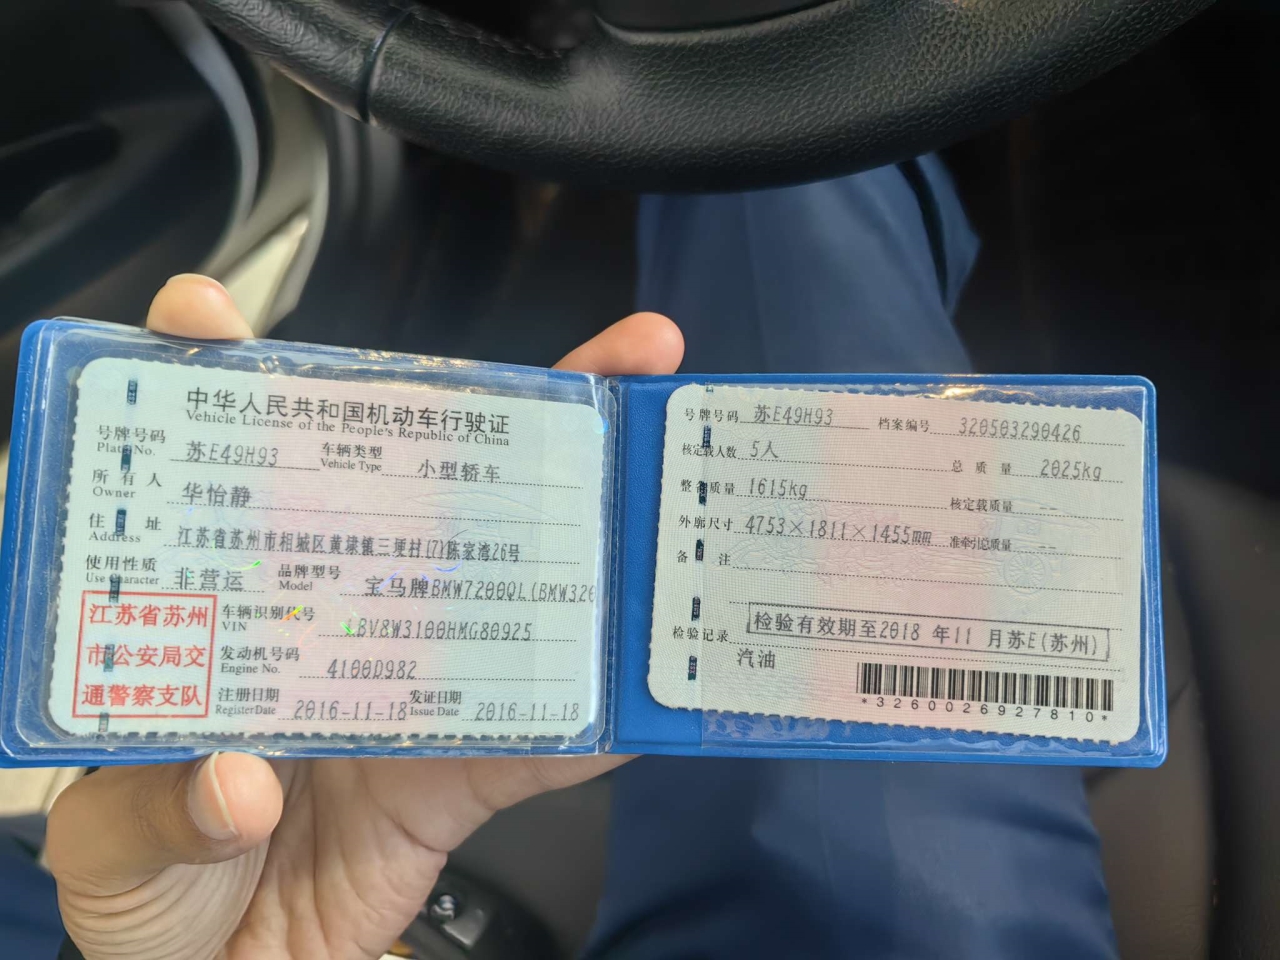 中华人民共和国机动车行驶证
Vehicle License of the People's Republic of China
号牌号码 苏E49H93 车辆类型 小型轿车
Plate No. Vehicle Type
所有人 华怡静
Owner
住址 江苏省苏州市相城区黄埭镇三埂村(7)陈家湾26号
Address
使用性质 非营运 品牌型号 宝马牌BMW7200QL(BMW320
Use Character Model
江苏省苏州
市公安局交
通警察支队
车辆识别代号 LBV8W3100HMG80925
VIN
发动机号码 4100D982
Engine No.
注册日期 2016-11-18 发证日期 2016-11-18
Register Date Issue Date
号牌号码 苏E49H93 档案编号 320503290426
核定载人数 5人 总质量 2025kg
整备质量 1615kg 核定载质量 --
外廓尺寸 4753×1811×1455mm 准牵引总质量 --
备注
检验有效期至2018 年11 月苏E(苏州)
检验记录
汽油
*3260026927810*